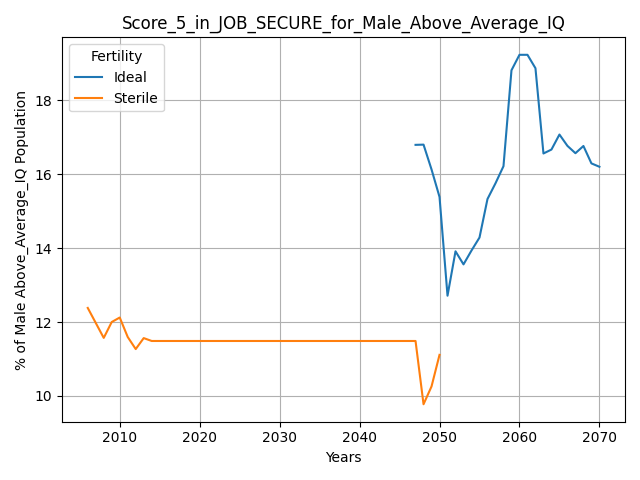 Score_5_in_JOB_SECURE_for_Male_Above_Average_IQ
Fertility
Ideal
Sterile
% of Male Above_Average_IQ Population
18
16
14
12
10
2010 2020 2030 2040 2050 2060 2070
Years